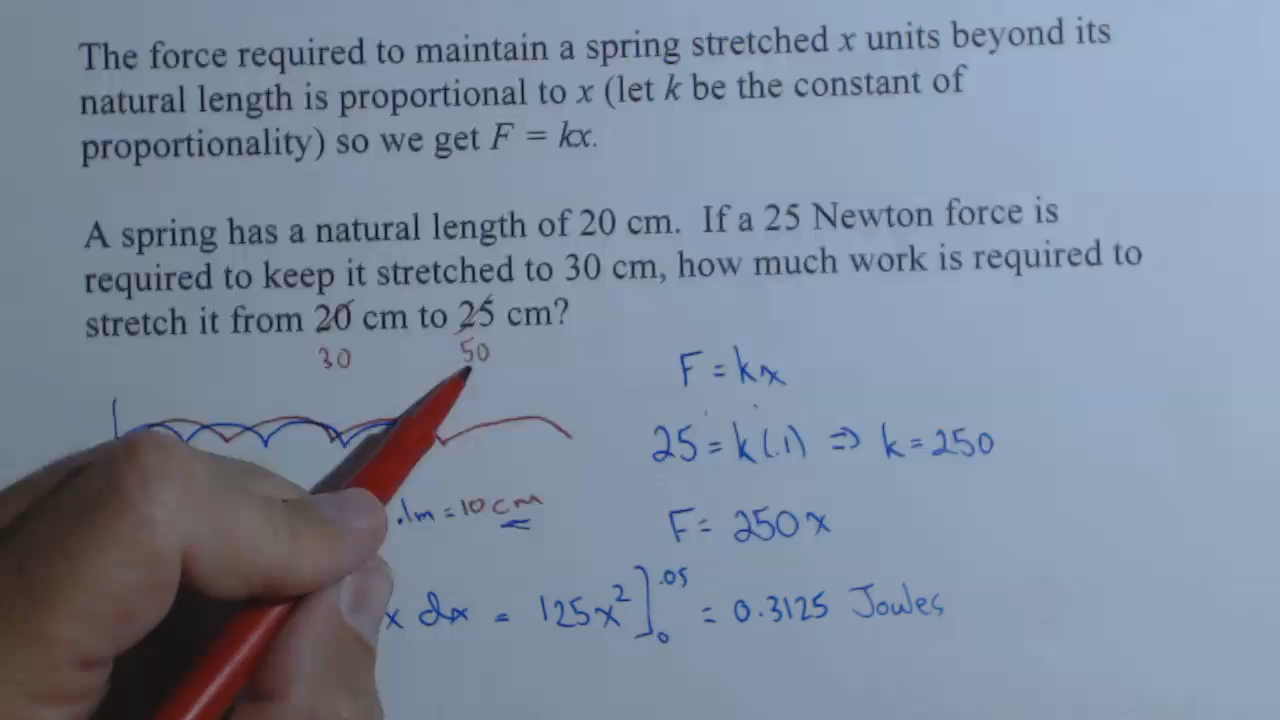 The force required to maintain a spring stretched x units beyond its
natural length is proportional to x (let k be the constant of
proportionality) so we get F = kx.
A spring has a natural length of 20 cm. If a 25 Newton force is
required to keep it stretched to 30 cm, how much work is required to
stretch it from 20 cm to 25 cm?
30 50
F = kx
25 = k(.1) ⇒ k = 250
.1m = 10 cm
F = 250x
x dx = 125x²]₀^.05 = 0.3125 Joules